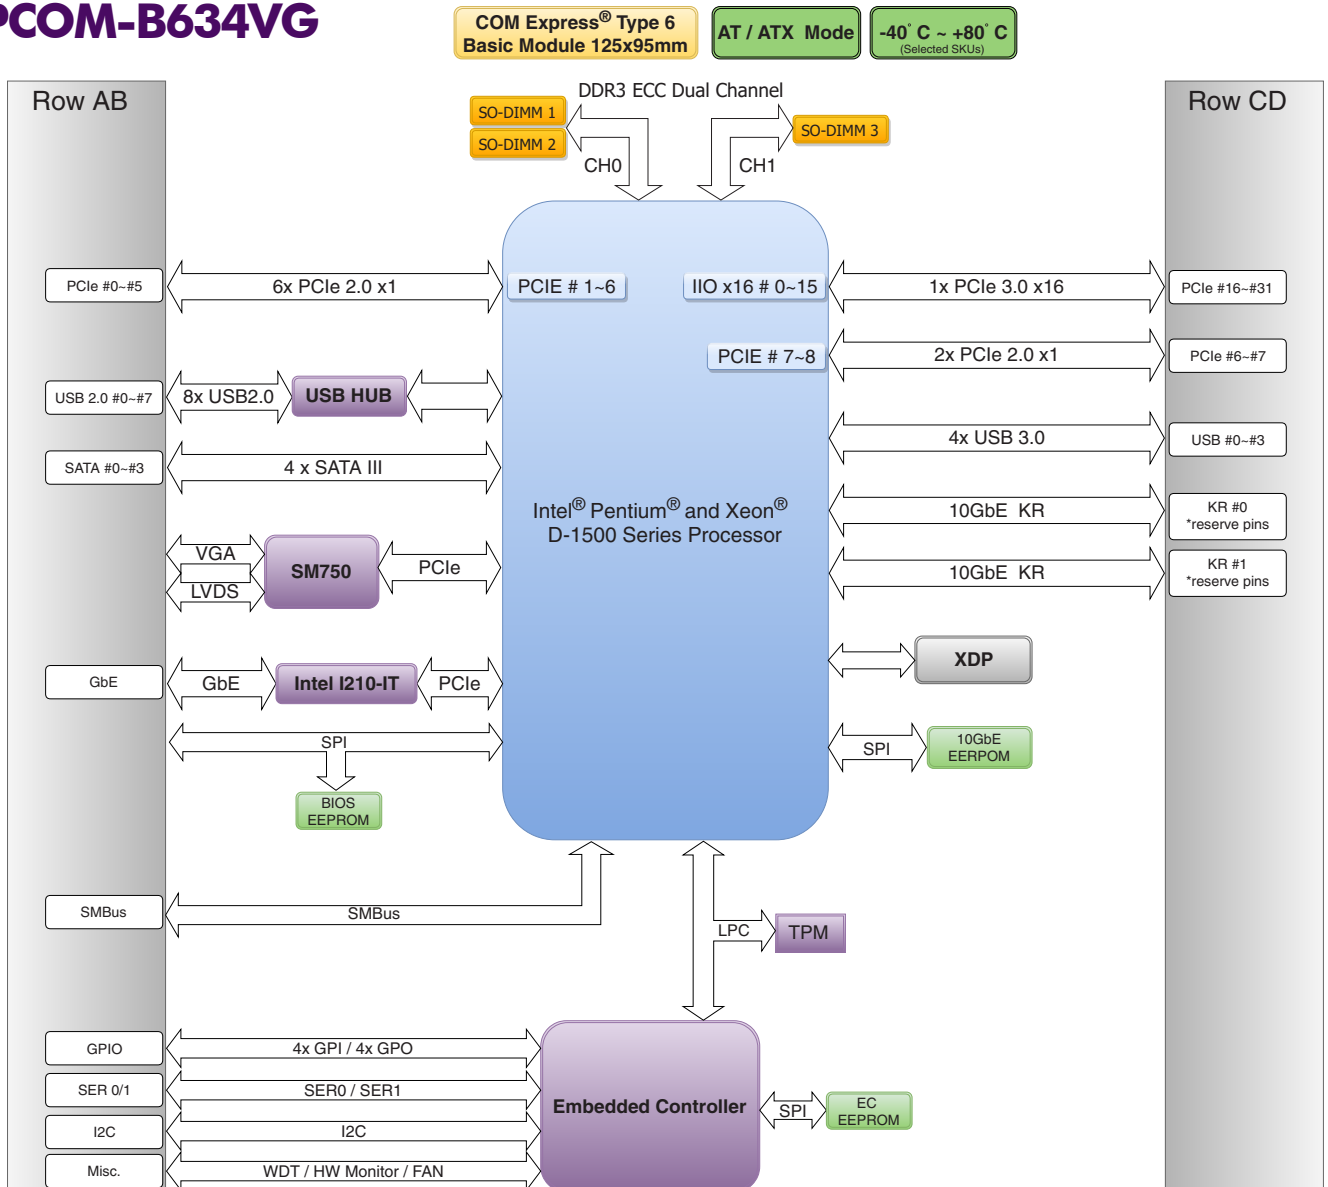 PCOM-B634VG
COM Express® Type 6
Basic Module 125x95mm
AT / ATX Mode
-40° C ~ +80° C
(Selected SKUs)
Row AB
Row CD
DDR3 ECC Dual Channel
SO-DIMM 1
SO-DIMM 2
SO-DIMM 3
CH0
CH1
PCIe #0~#5
6x PCIe 2.0 x1
PCIE # 1~6
IIO x16 # 0~15
1x PCIe 3.0 x16
PCIe #16~#31
PCIE # 7~8
2x PCIe 2.0 x1
PCIe #6~#7
USB 2.0 #0~#7
8x USB2.0
USB HUB
4x USB 3.0
USB #0~#3
SATA #0~#3
4 x SATA III
Intel® Pentium® and Xeon®
D-1500 Series Processor
10GbE KR
KR #0
*reserve pins
10GbE KR
KR #1
*reserve pins
VGA
LVDS
SM750
PCIe
XDP
GbE
GbE
Intel I210-IT
PCIe
SPI
BIOS
EEPROM
SPI
10GbE
EERPOM
SMBus
SMBus
LPC
TPM
GPIO
4x GPI / 4x GPO
SER 0/1
SER0 / SER1
I2C
I2C
Misc.
WDT / HW Monitor / FAN
Embedded Controller
SPI
EC
EEPROM